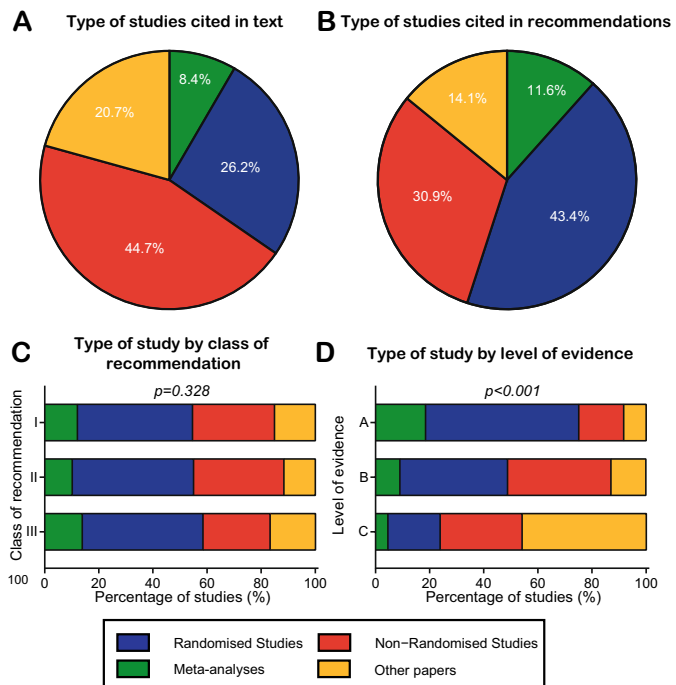 A Type of studies cited in text
8.4%
20.7%
26.2%
44.7%
B Type of studies cited in recommendations
11.6%
14.1%
30.9%
43.4%
C Type of study by class of
recommendation
p=0.328
Class of recommendation
I
II
III
100
0 20 40 60 80 100
Percentage of studies (%)
D Type of study by level of evidence
p<0.001
Level of evidence
A
B
C
0 20 40 60 80 100
Percentage of studies (%)
Randomised Studies Non−Randomised Studies
Meta-analyses Other papers